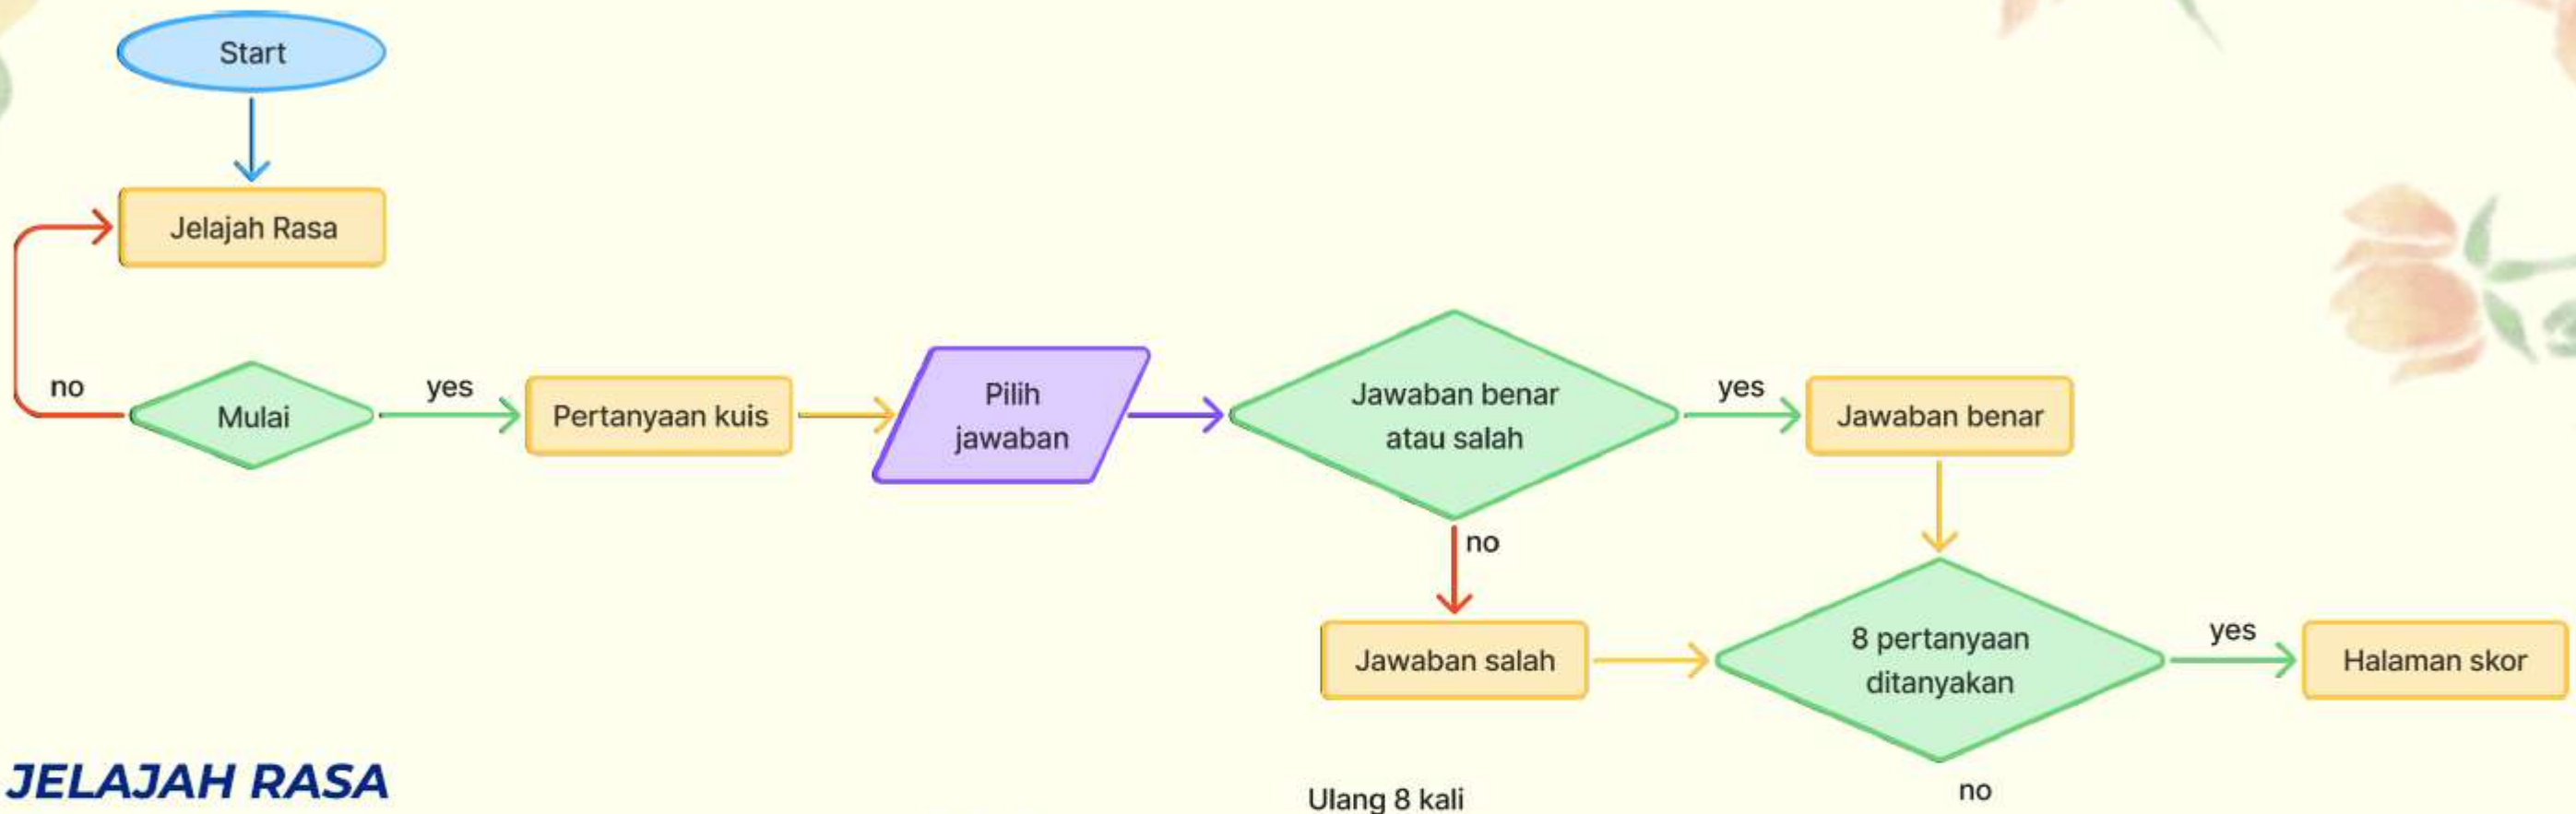 Start
Jelajah Rasa
no
Mulai
yes
Pertanyaan kuis
Pilih
jawaban
Jawaban benar
atau salah
yes
Jawaban benar
no
Jawaban salah
8 pertanyaan
ditanyakan
yes
Halaman skor
no
Ulang 8 kali
JELAJAH RASA